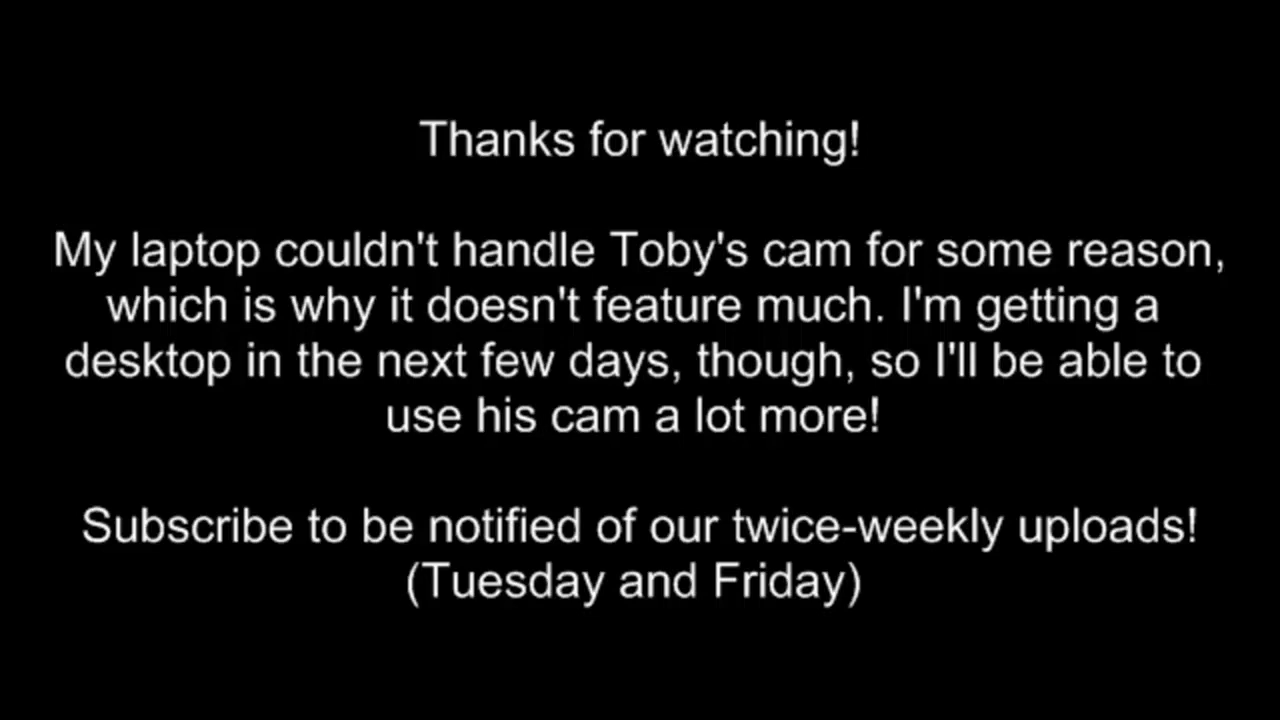 Thanks for watching!
My laptop couldn't handle Toby's cam for some reason,
which is why it doesn't feature much. I'm getting a
desktop in the next few days, though, so I'll be able to
use his cam a lot more!
Subscribe to be notified of our twice-weekly uploads!
(Tuesday and Friday)